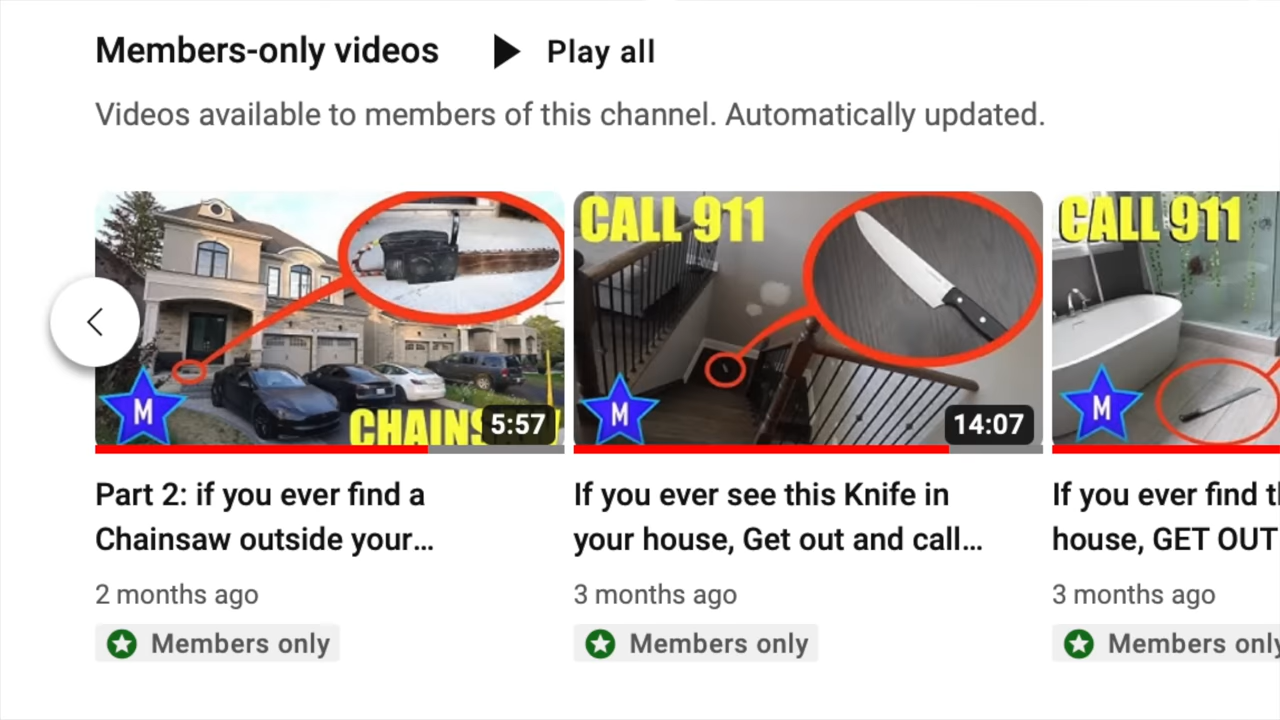 Members-only videos
Play all
Videos available to members of this channel. Automatically updated.
M
CHAINS
5:57
CALL 911
M
14:07
CALL 911
M
Part 2: if you ever find a
Chainsaw outside your...
2 months ago
Members only
If you ever see this Knife in
your house, Get out and call...
3 months ago
Members only
If you ever find
house, GET OUT
3 months ago
Members only